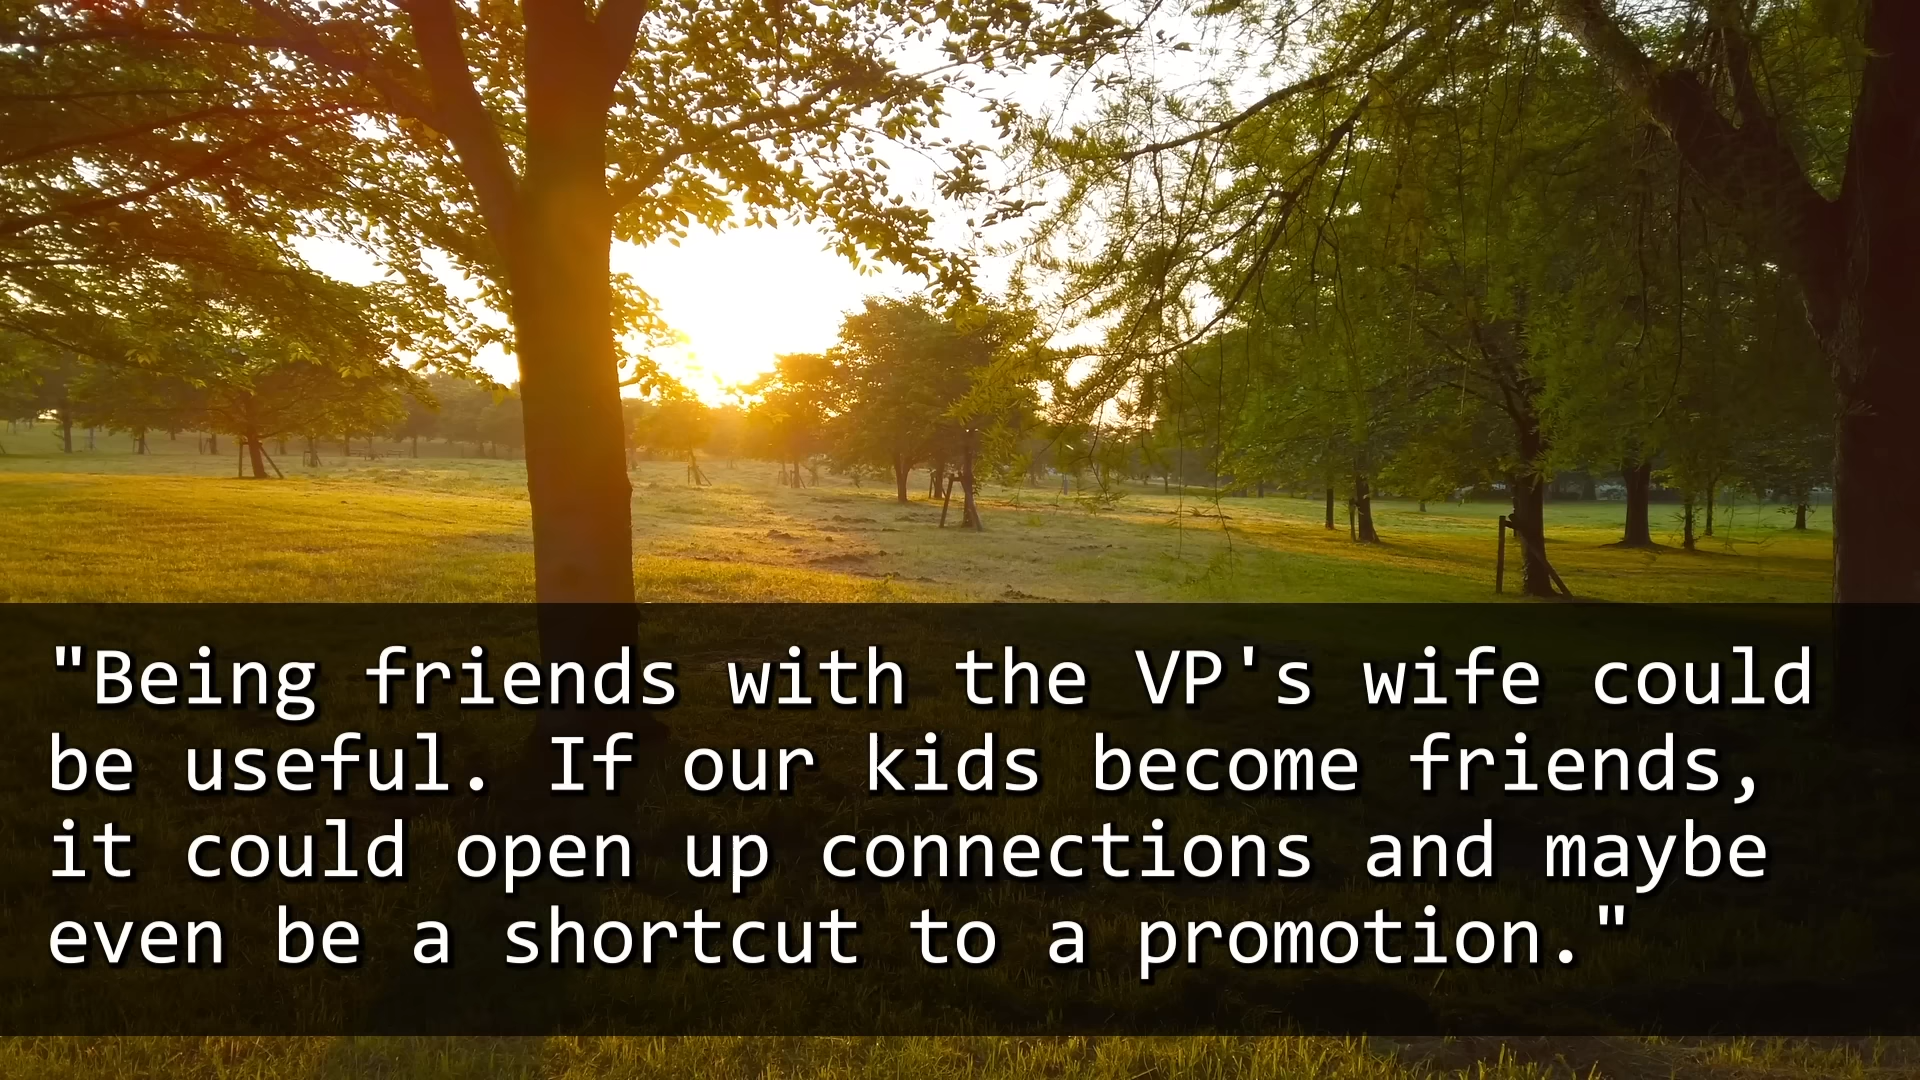 "Being friends with the VP's wife could
be useful. If our kids become friends,
it could open up connections and maybe
even be a shortcut to a promotion."